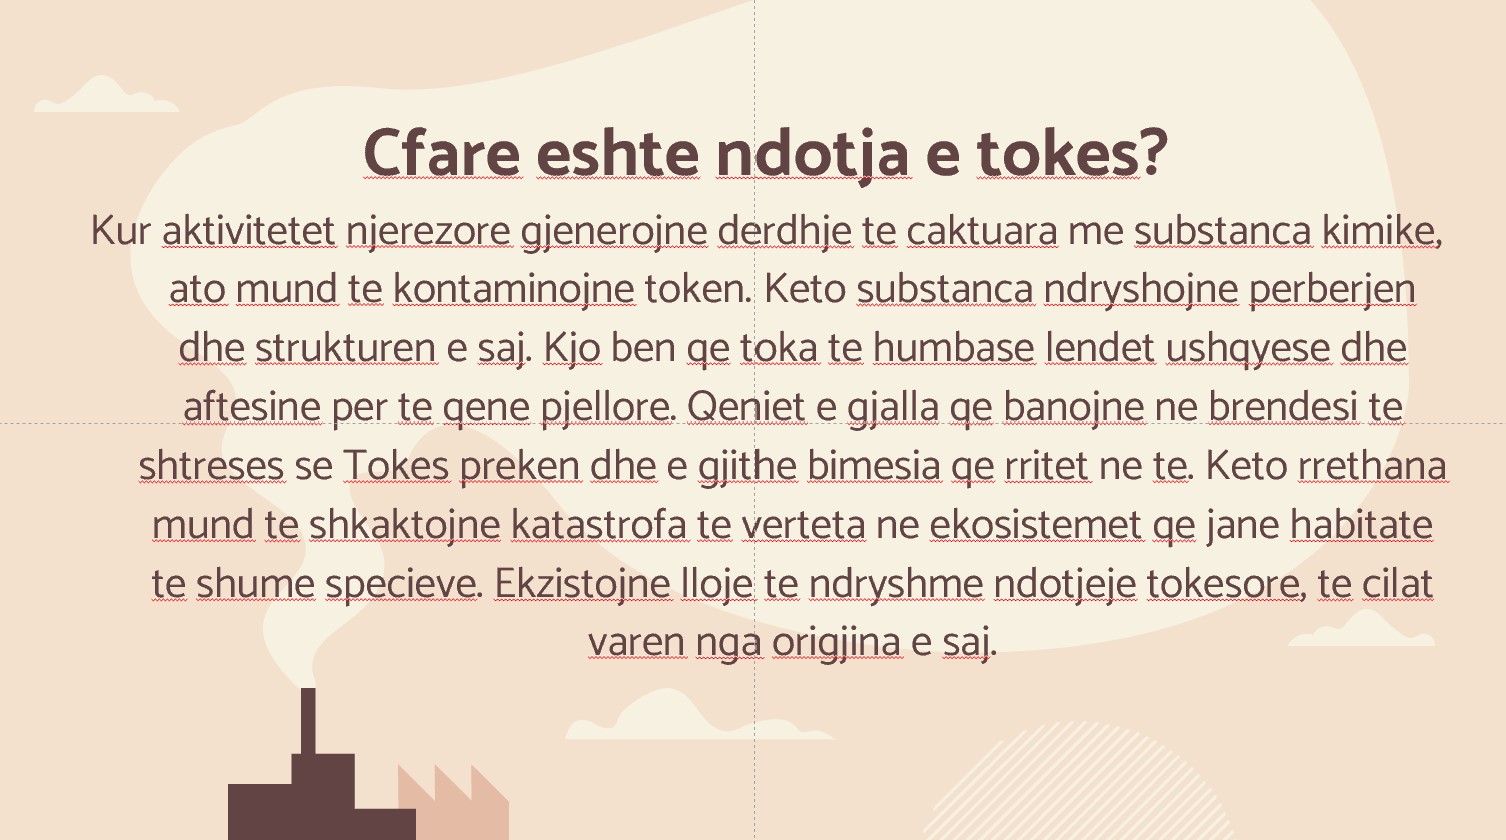 Cfare eshte ndotja e tokes?
Kur aktivitetet njerezore gjenerojne derdhje te caktuara me substanca kimike,
ato mund te kontaminojne token. Keto substanca ndryshojne perberjen
dhe strukturen e saj. Kjo ben qe toka te humbase lendet ushqyese dhe
aftesine per te qene pjellore. Qeniet e gjalla qe banojne ne brendesi te
shtreses se Tokes preken dhe e gjithe bimesia qe rritet ne te. Keto rrethana
mund te shkaktojne katastrofa te verteta ne ekosistemet qe jane habitate
te shume specieve. Ekzistojne lloje te ndryshme ndotjeje tokesore, te cilat
varen nga origjina e saj.